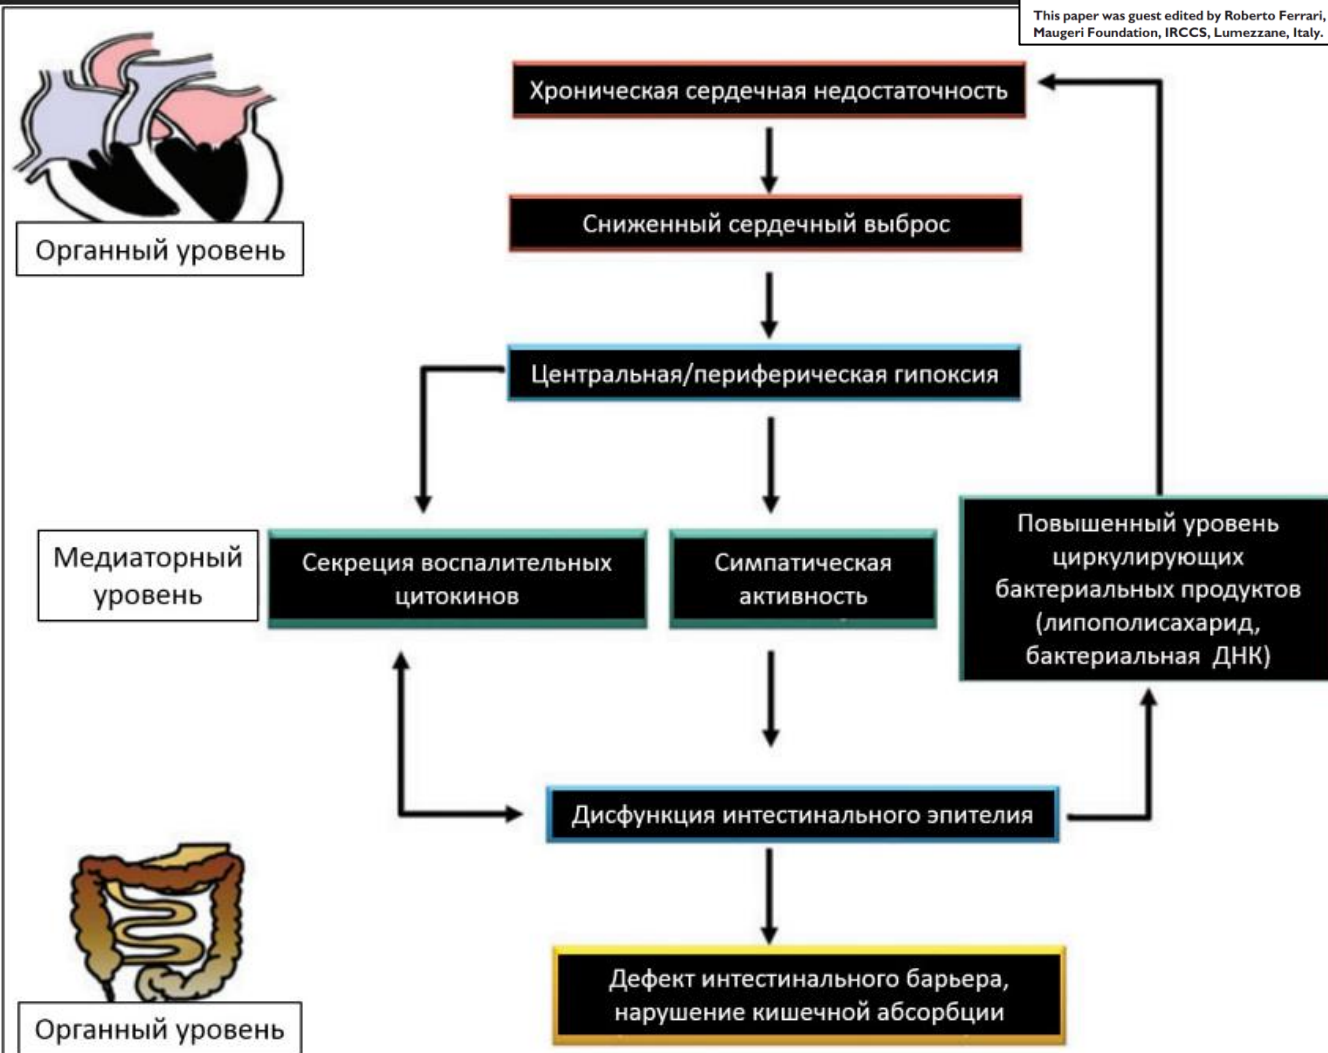 This paper was guest edited by Roberto Ferrari,
Maugeri Foundation, IRCCS, Lumezzane, Italy.
Хроническая сердечная недостаточность
Сниженный сердечный выброс
Органный уровень
Центральная/периферическая гипоксия
Медиаторный
уровень
Секреция воспалительных
цитокинов
Симпатическая
активность
Повышенный уровень
циркулирующих
бактериальных продуктов
(липополисахарид,
бактериальная ДНК)
Дисфункция интестинального эпителия
Дефект интестинального барьера,
нарушение кишечной абсорбции
Органный уровень